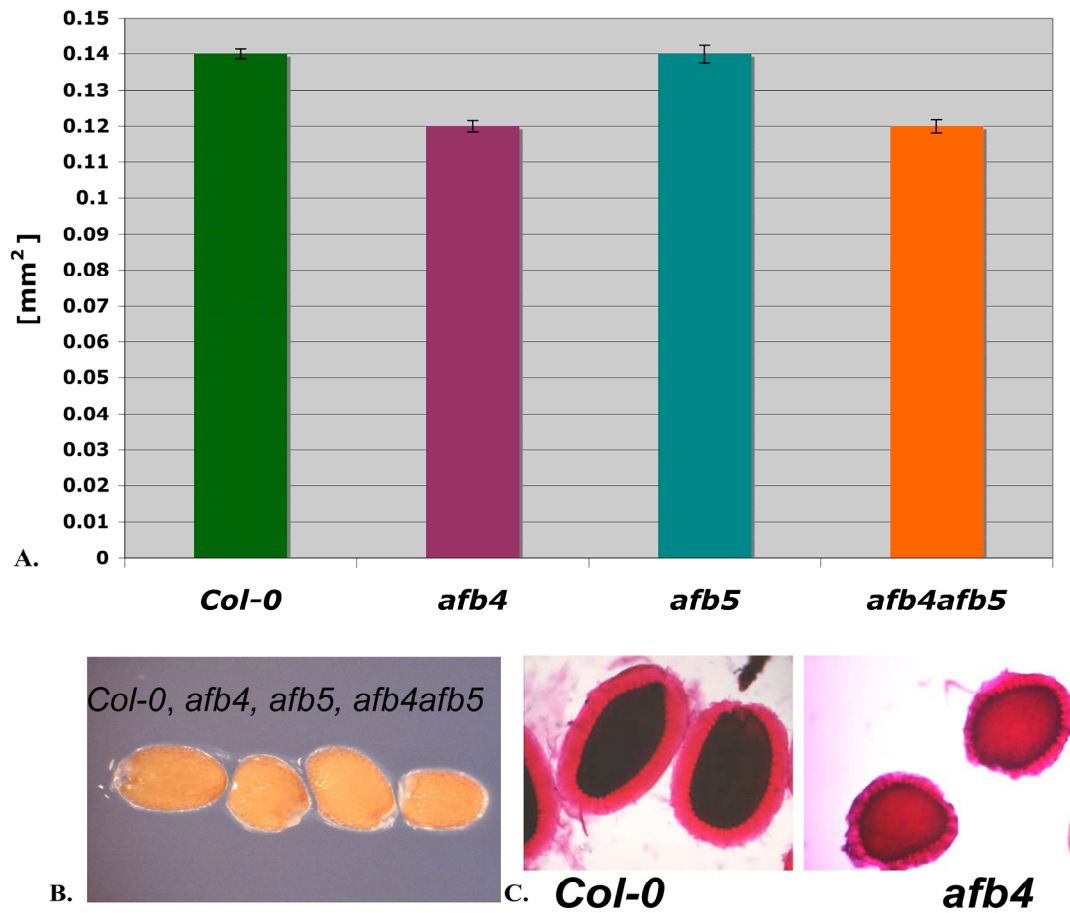 0.15
0.14
0.13
0.12
0.11
0.1
0.09
0.08
0.07
0.06
0.05
0.04
0.03
0.02
0.01
0
[mm²]
A.
Col-0 afb4 afb5 afb4afb5
Col-0, afb4, afb5, afb4afb5
B.
C.
Col-0 afb4